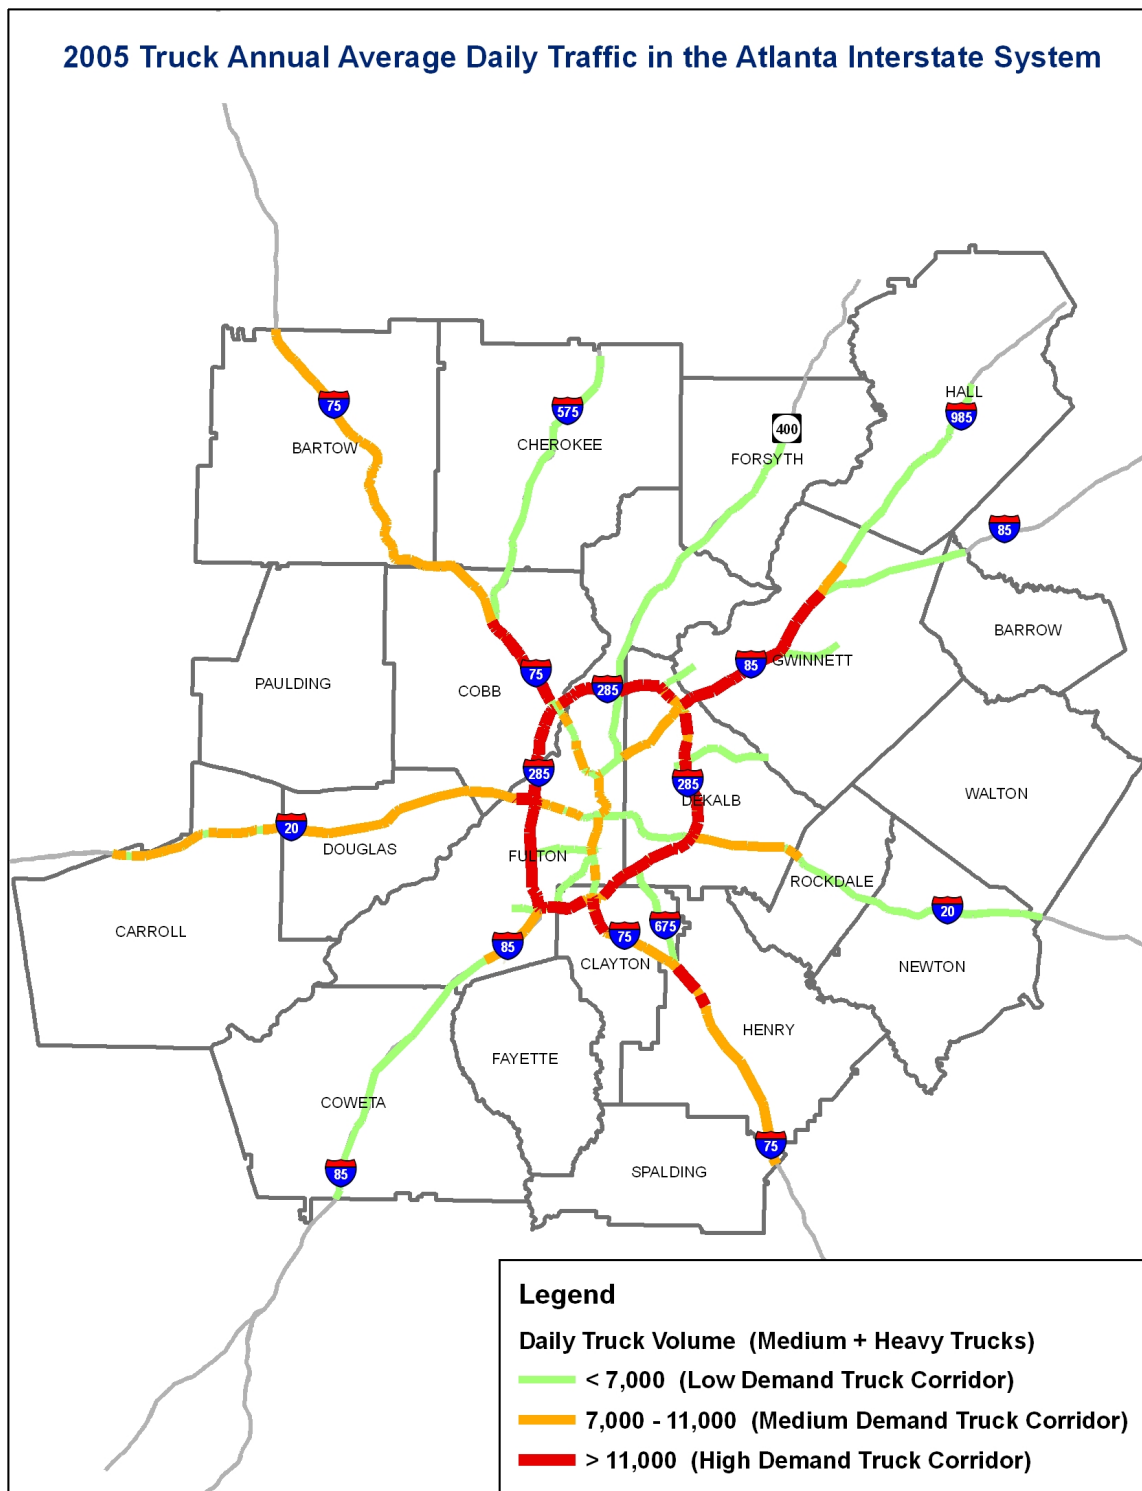 2005 Truck Annual Average Daily Traffic in the Atlanta Interstate System
HALL
75
575
985
400
BARTOW
CHEROKEE
FORSYTH
85
BARROW
85
GWINNETT
75
PAULDING
COBB
285
285
285
DEKALB
WALTON
20
DOUGLAS
FULTON
ROCKDALE
20
CARROLL
85
75
675
CLAYTON
NEWTON
HENRY
FAYETTE
COWETA
75
85
SPALDING
Legend
Daily Truck Volume (Medium + Heavy Trucks)
< 7,000 (Low Demand Truck Corridor)
7,000 - 11,000 (Medium Demand Truck Corridor)
> 11,000 (High Demand Truck Corridor)